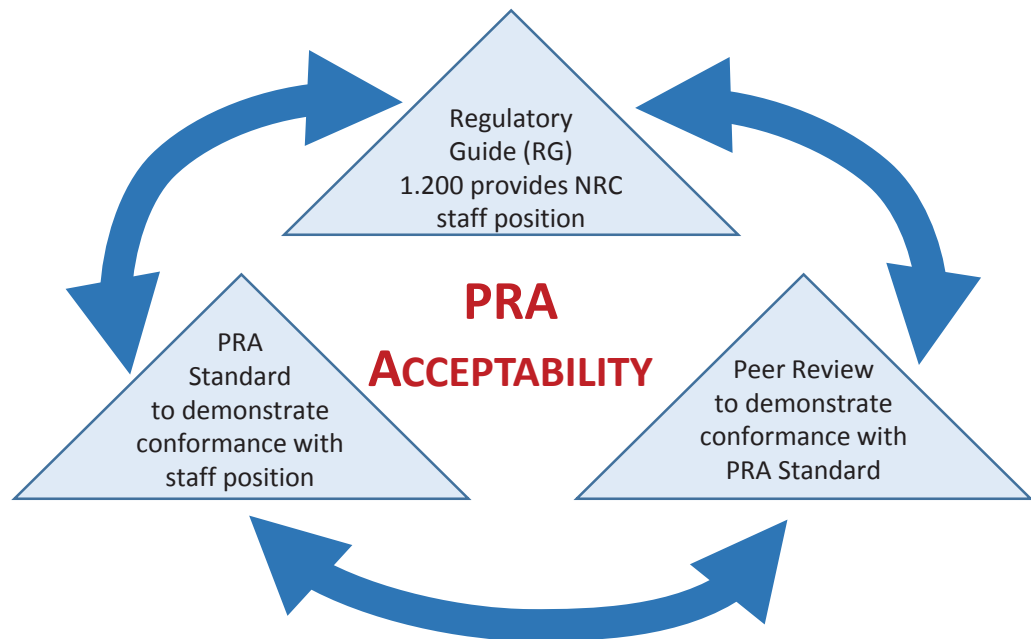 Regulatory
Guide (RG)
1.200 provides NRC
staff position
PRA
ACCEPTABILITY
PRA
Standard
to demonstrate
conformance with
staff position
Peer Review
to demonstrate
conformance with
PRA Standard